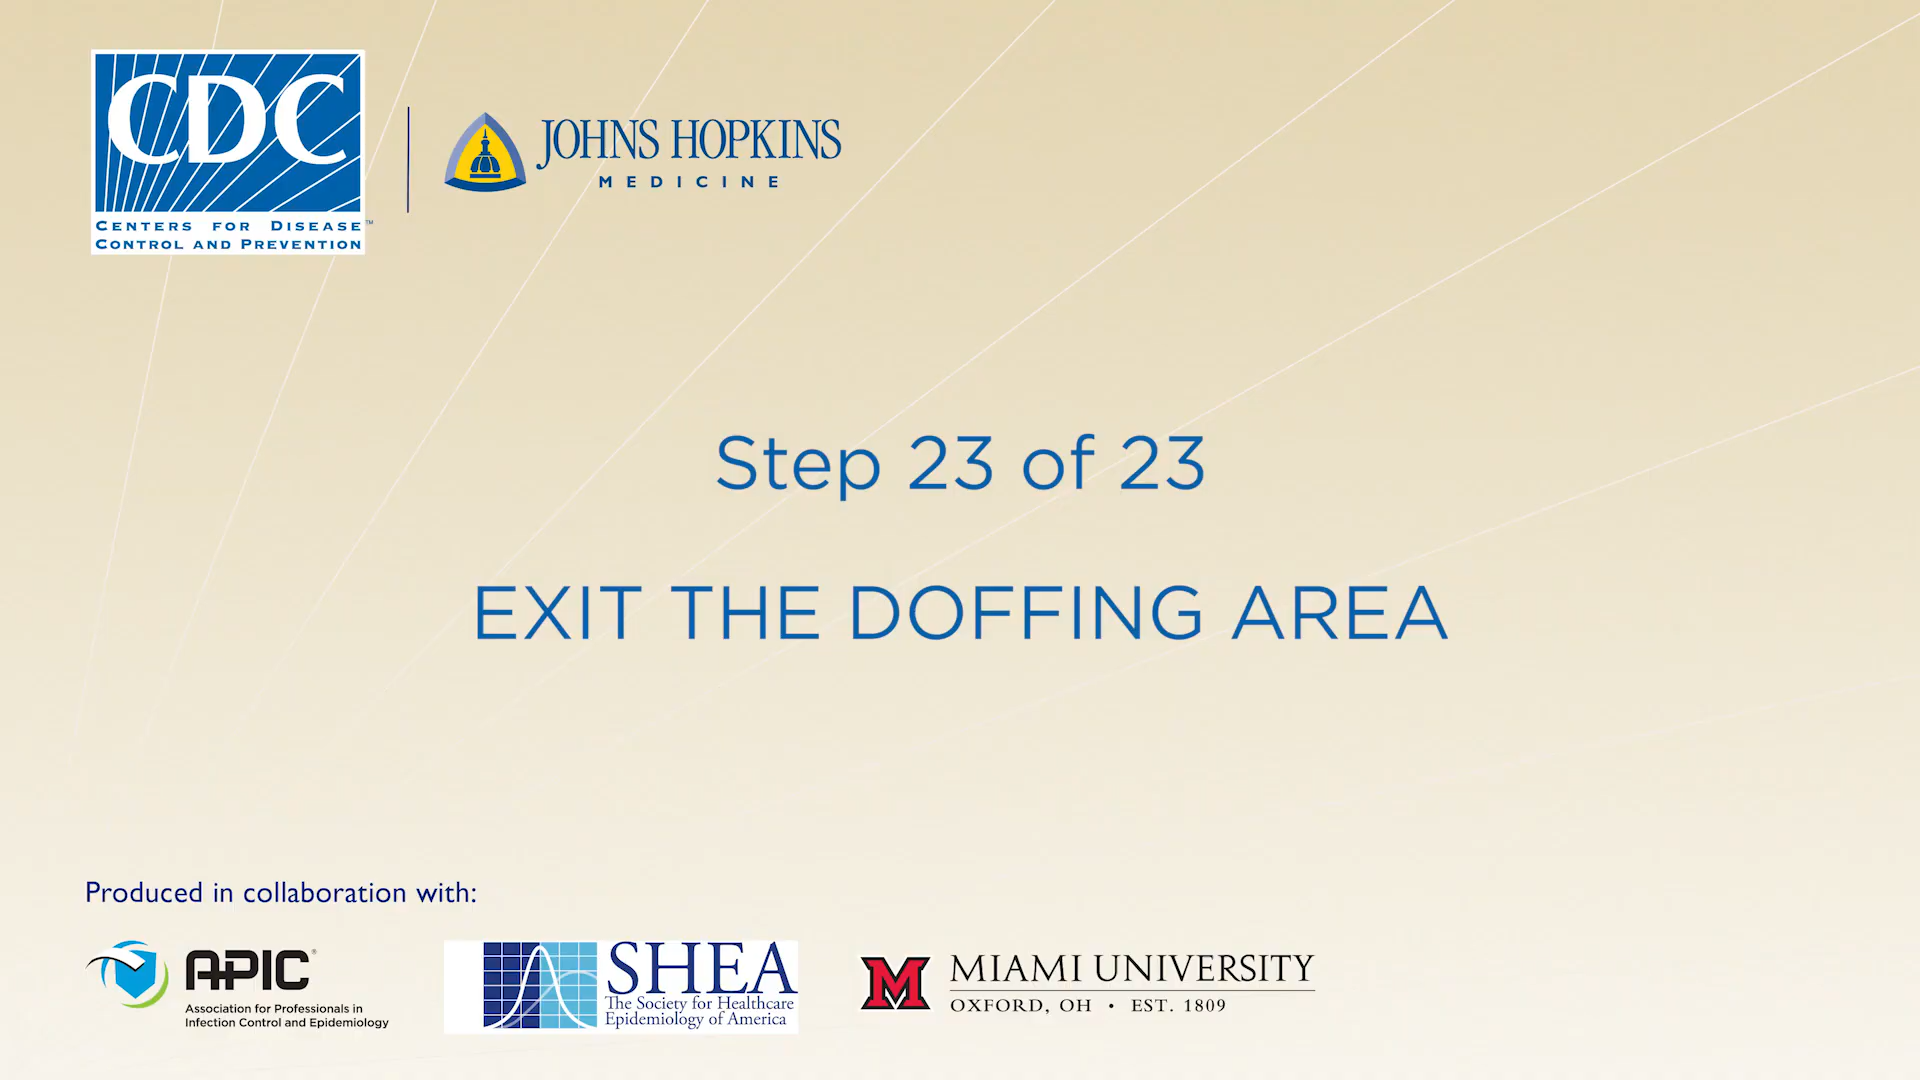 CDC
CENTERS FOR DISEASE™
CONTROL AND PREVENTION
JOHNS HOPKINS
MEDICINE
Step 23 of 23
EXIT THE DOFFING AREA
Produced in collaboration with:
APIC®
Association for Professionals in
Infection Control and Epidemiology
SHEA
The Society for Healthcare
Epidemiology of America
M
MIAMI UNIVERSITY
OXFORD, OH • EST. 1809